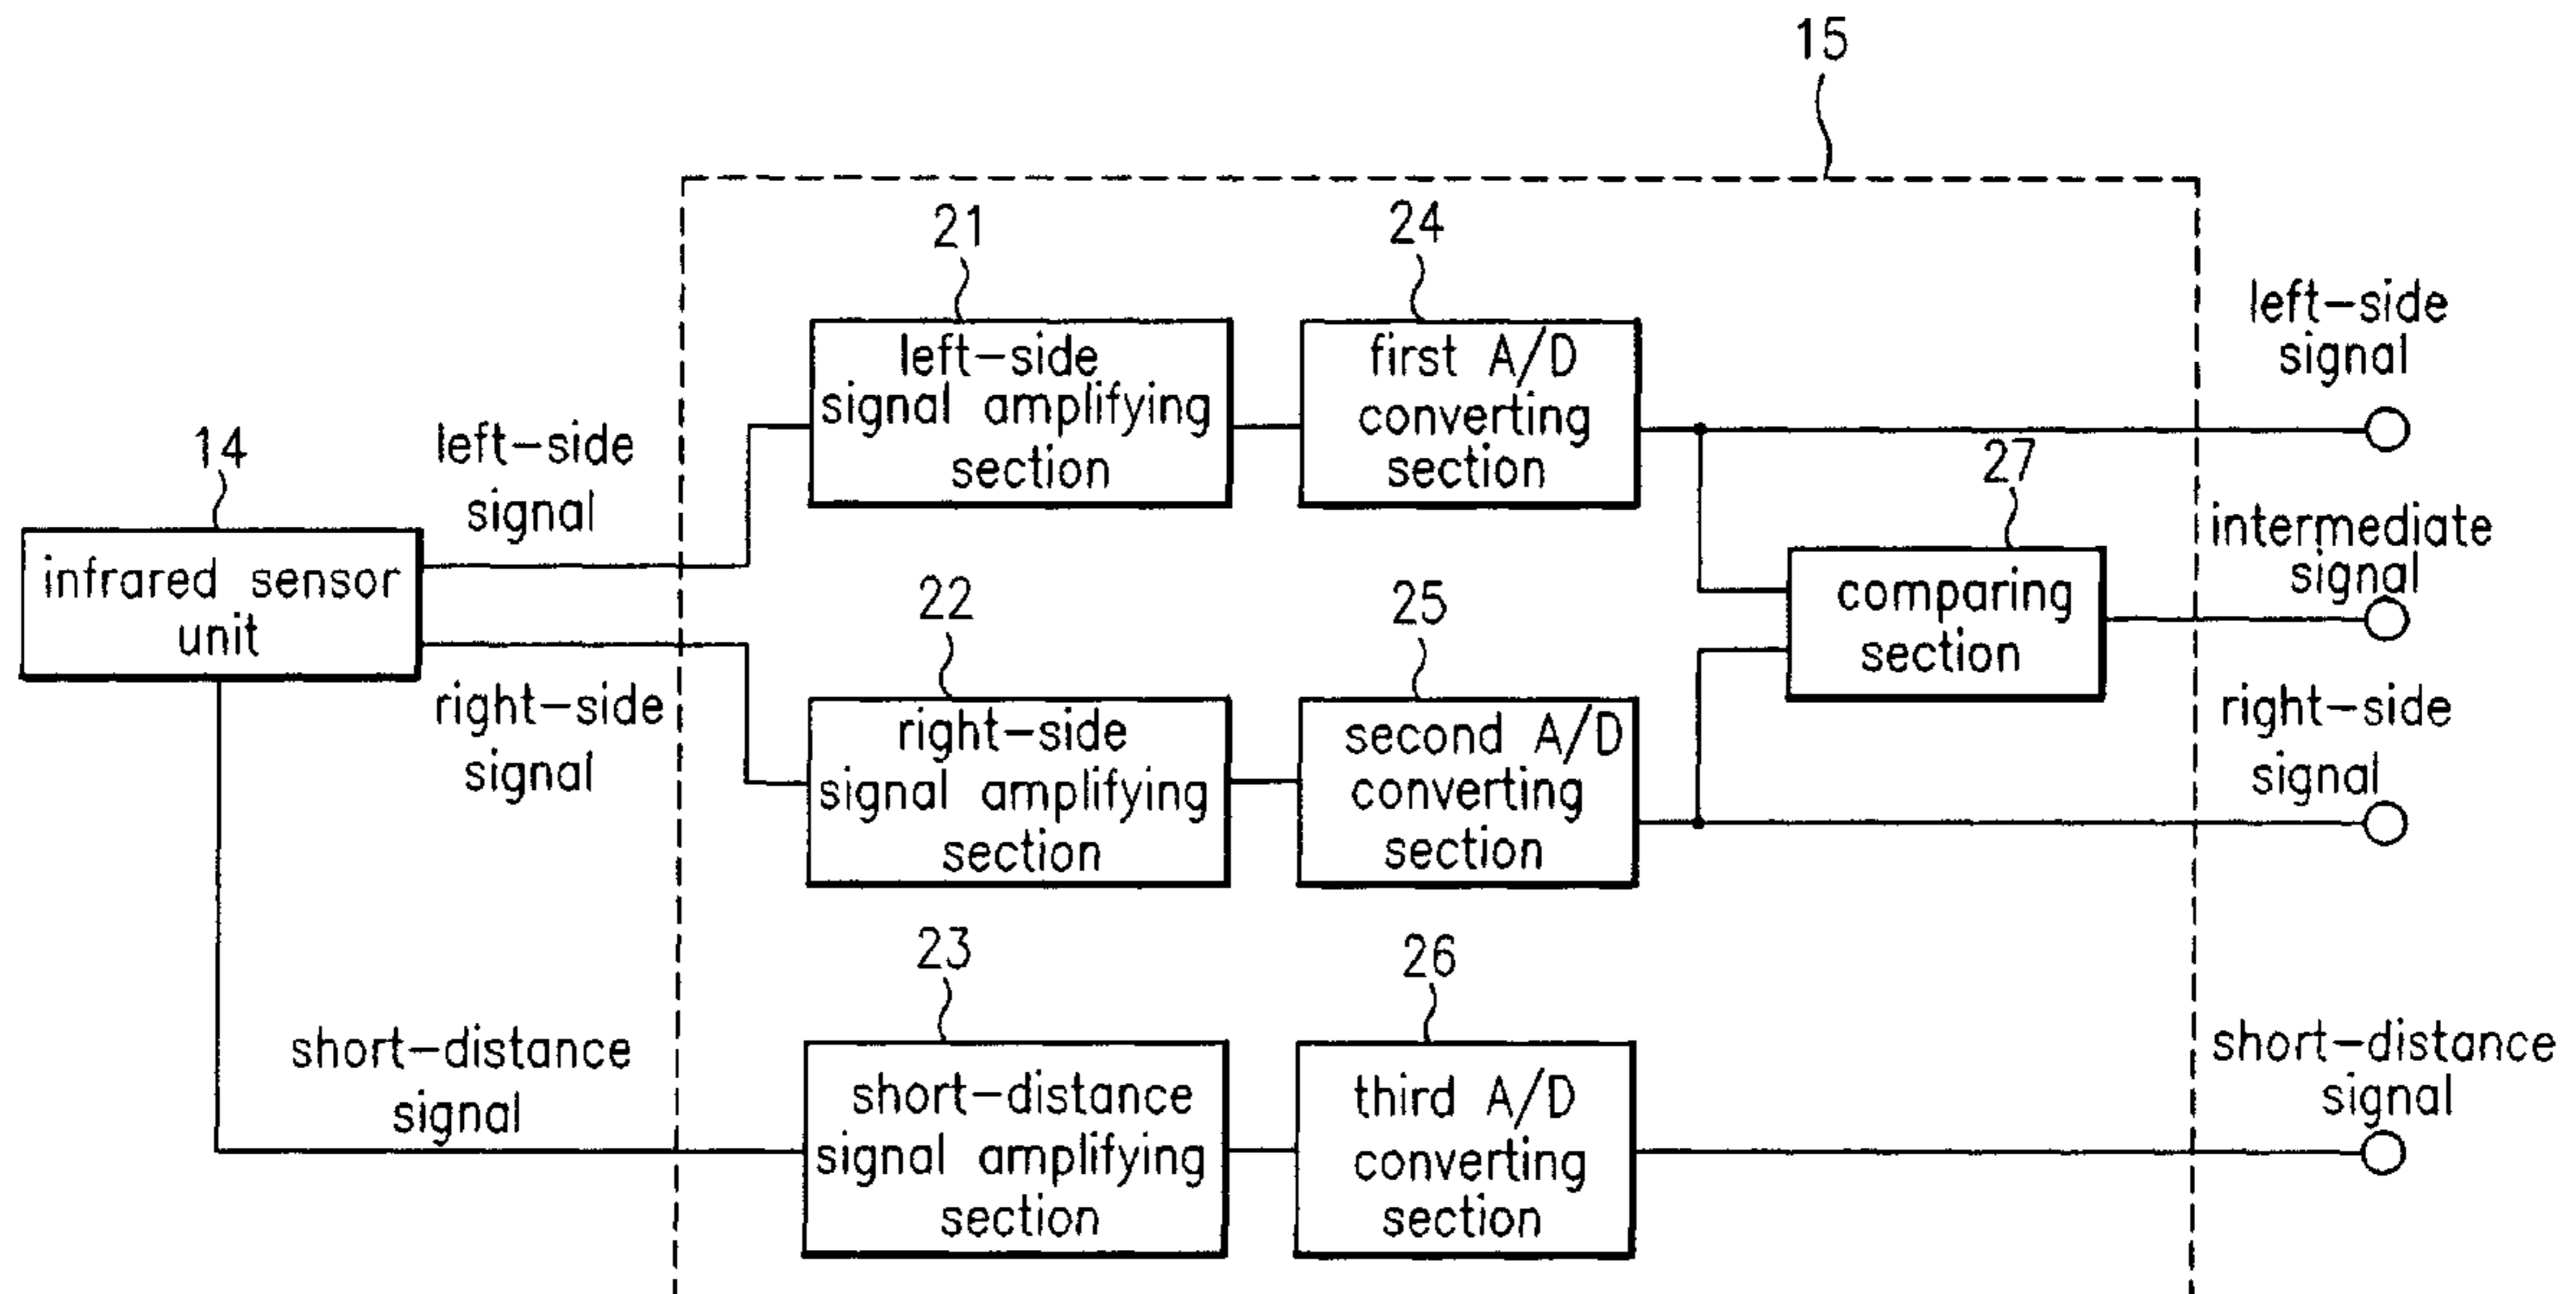 15
21
24
left-side
signal amplifying
section
first A/D
converting
section
left-side
signal
14
left-side
signal
27
infrared sensor
unit
intermediate
signal
22
25
comparing
section
right-side
signal
right-side
signal amplifying
section
second A/D
converting
section
right-side
signal
23
26
short-distance
signal
short-distance
signal amplifying
section
third A/D
converting
section
short-distance
signal